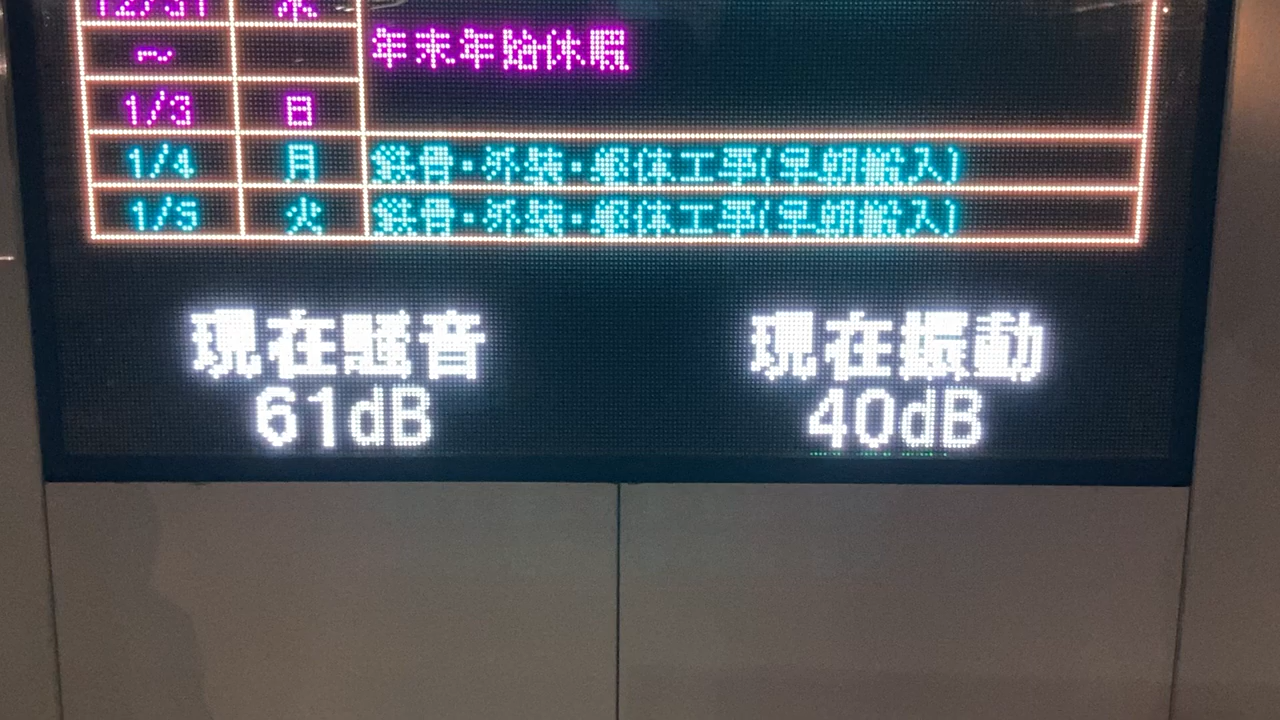 12/31
～ 年末年始休暇
1/3 日
1/4 月 鉄骨・外装・躯体工事(早朝搬入)
1/5 火 鉄骨・外装・躯体工事(早朝搬入)
現在騒音 現在振動
61dB 40dB